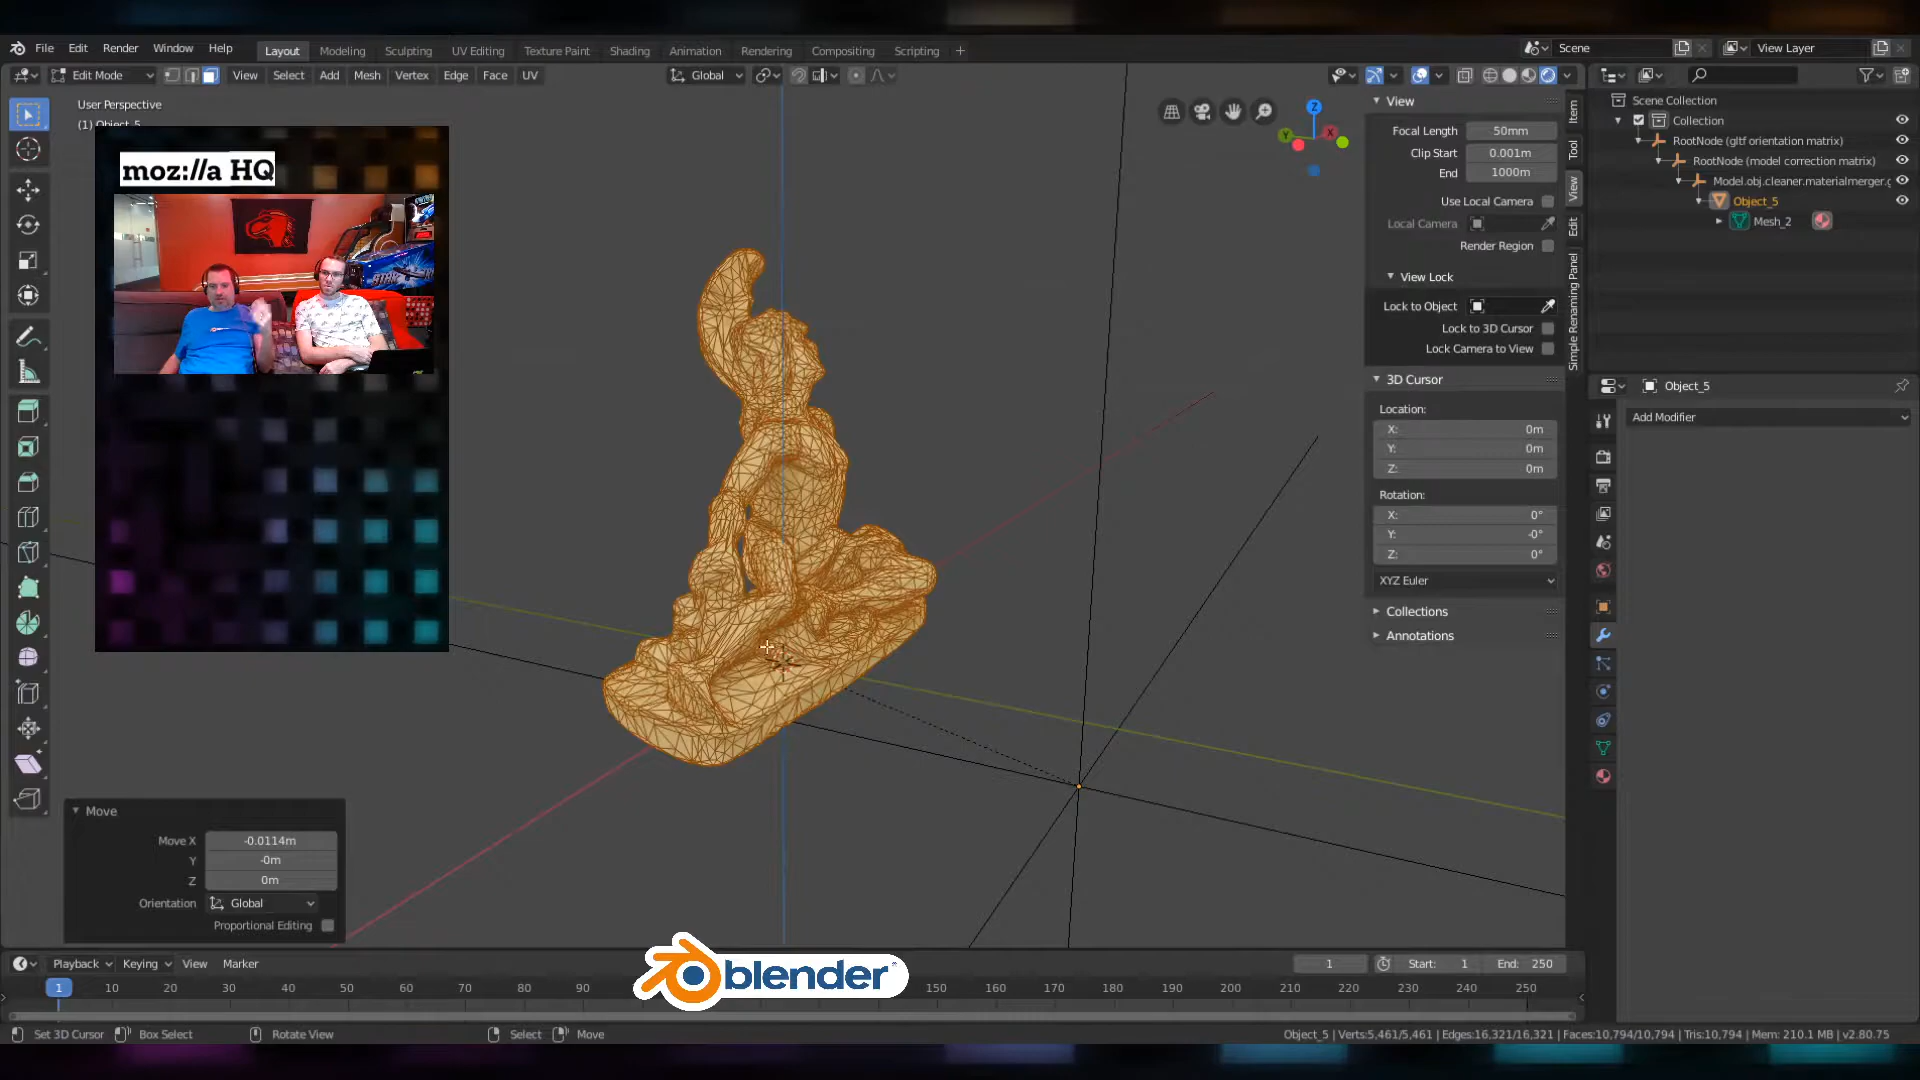 File Edit Render Window Help
Layout Modeling Sculpting UV Editing Texture Paint Shading Animation Rendering Compositing Scripting +
Scene
View Layer
Edit Mode View Select Add Mesh Vertex Edge Face UV
Global
User Perspective
(1) Object_5
moz://a HQ
Z
Y
X
View
Focal Length 50mm
Clip Start 0.001m
End 1000m
Use Local Camera
Local Camera
Render Region
View Lock
Lock to Object
Lock to 3D Cursor
Lock Camera to View
3D Cursor
Location:
X: 0m
Y: 0m
Z: 0m
Rotation:
X: 0°
Y: -0°
Z: 0°
XYZ Euler
Collections
Annotations
Item
Tool
View
Edit
Simple Renaming Panel
Scene Collection
Collection
RootNode (gltf orientation matrix)
RootNode (model correction matrix)
Model.obj.cleaner.materialmerger.g
Object_5
Mesh_2
Object_5
Add Modifier
Move
Move X -0.0114m
Y -0m
Z 0m
Orientation Global
Proportional Editing
Playback Keying View Marker
1 Start: 1 End: 250
1 10 20 30 40 50 60 70 80 90 150 160 170 180 190 200 210 220 230 240 250
blender
Set 3D Cursor Box Select Rotate View Select Move
Object_5 | Verts:5,461/5,461 | Edges:16,321/16,321 | Faces:10,794/10,794 | Tris:10,794 | Mem: 210.1 MB | v2.80.75